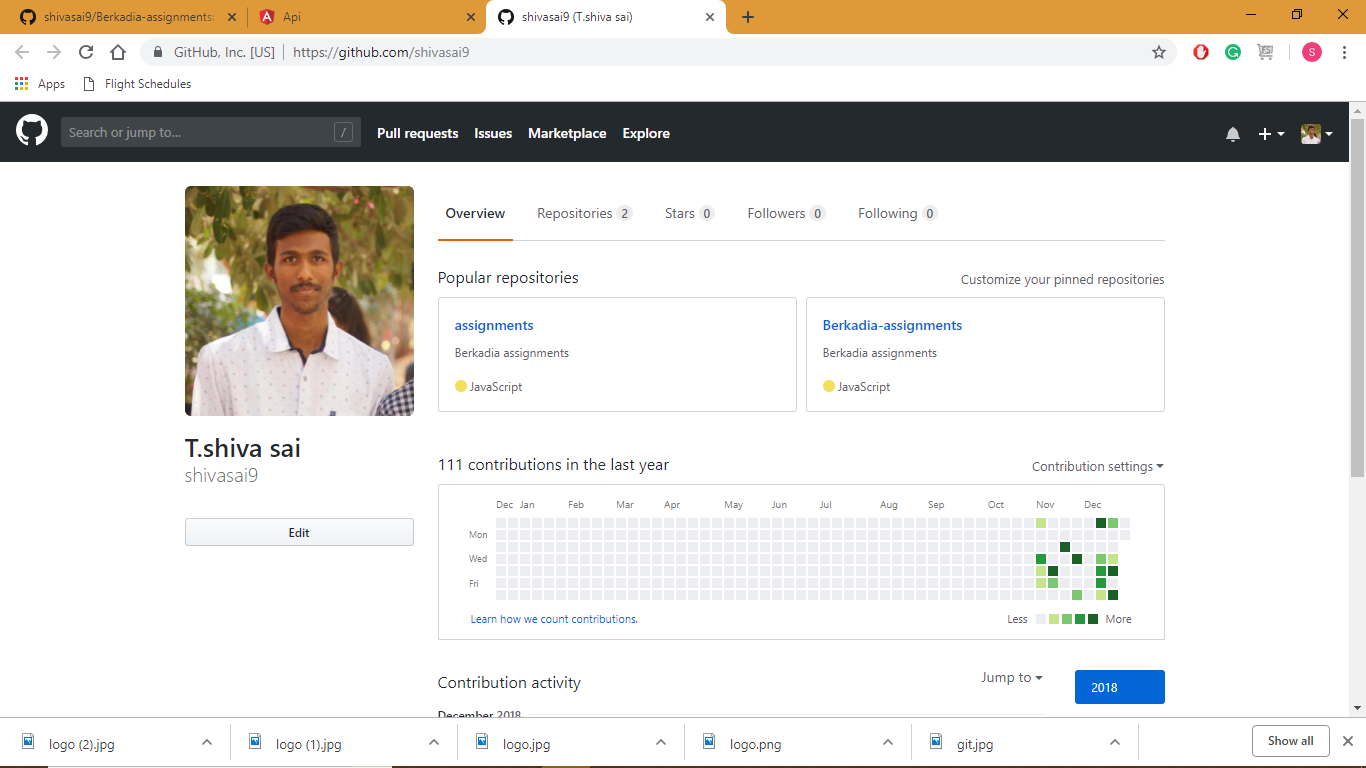 shivasai9/Berkadia-assignments:
Api
shivasai9 (T.shiva sai)
GitHub, Inc. [US]
https://github.com/shivasai9
FS
S
Apps
Flight Schedules
Search or jump to...
/
Pull requests
Issues
Marketplace
Explore
Overview
Repositories 2
Stars 0
Followers 0
Following 0
Popular repositories
Customize your pinned repositories
assignments
Berkadia assignments
JavaScript
Berkadia-assignments
Berkadia assignments
JavaScript
T.shiva sai
shivasai9
Edit
111 contributions in the last year
Contribution settings
Dec Jan Feb Mar Apr May Jun Jul Aug Sep Oct Nov Dec
Mon
Wed
Fri
Learn how we count contributions.
Less
More
Contribution activity
Jump to
2018
December 2018
logo (2).jpg
logo (1).jpg
logo.jpg
logo.png
git.jpg
Show all